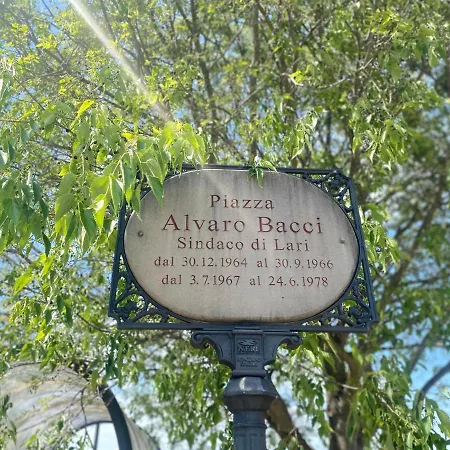 Piazza
Alvaro Bacci
Sindaco di Lari
dal 30.12.1964 al 30.9.1966
dal 3.7.1967 al 24.6.1978
NERI